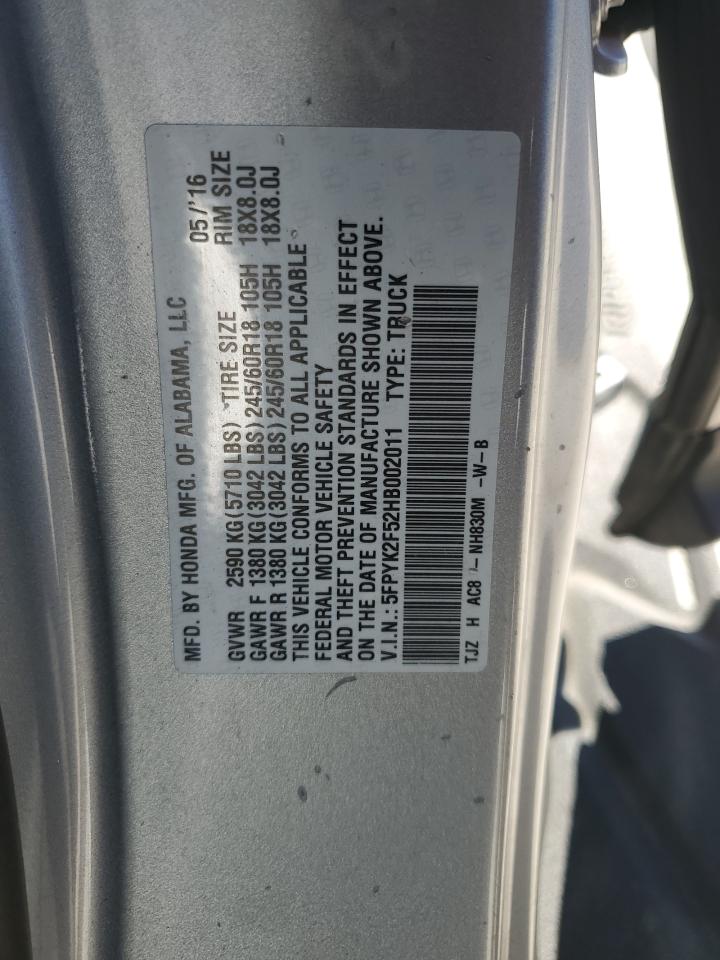 MFD. BY HONDA MFG. OF ALABAMA, LLC 05/'16
GVWR 2590 KG(5710 LBS) TIRE SIZE RIM SIZE
GAWR F 1380 KG(3042 LBS)245/60R18 105H 18X8.0J
GAWR R 1380 KG(3042 LBS)245/60R18 105H 18X8.0J
THIS VEHICLE CONFORMS TO ALL APPLICABLE
FEDERAL MOTOR VEHICLE SAFETY
AND THEFT PREVENTION STANDARDS IN EFFECT
ON THE DATE OF MANUFACTURE SHOWN ABOVE.
V.I.N.: 5FPYK2F52HB002011 TYPE: TRUCK
TJZ H AC8 -NH830M -W-B